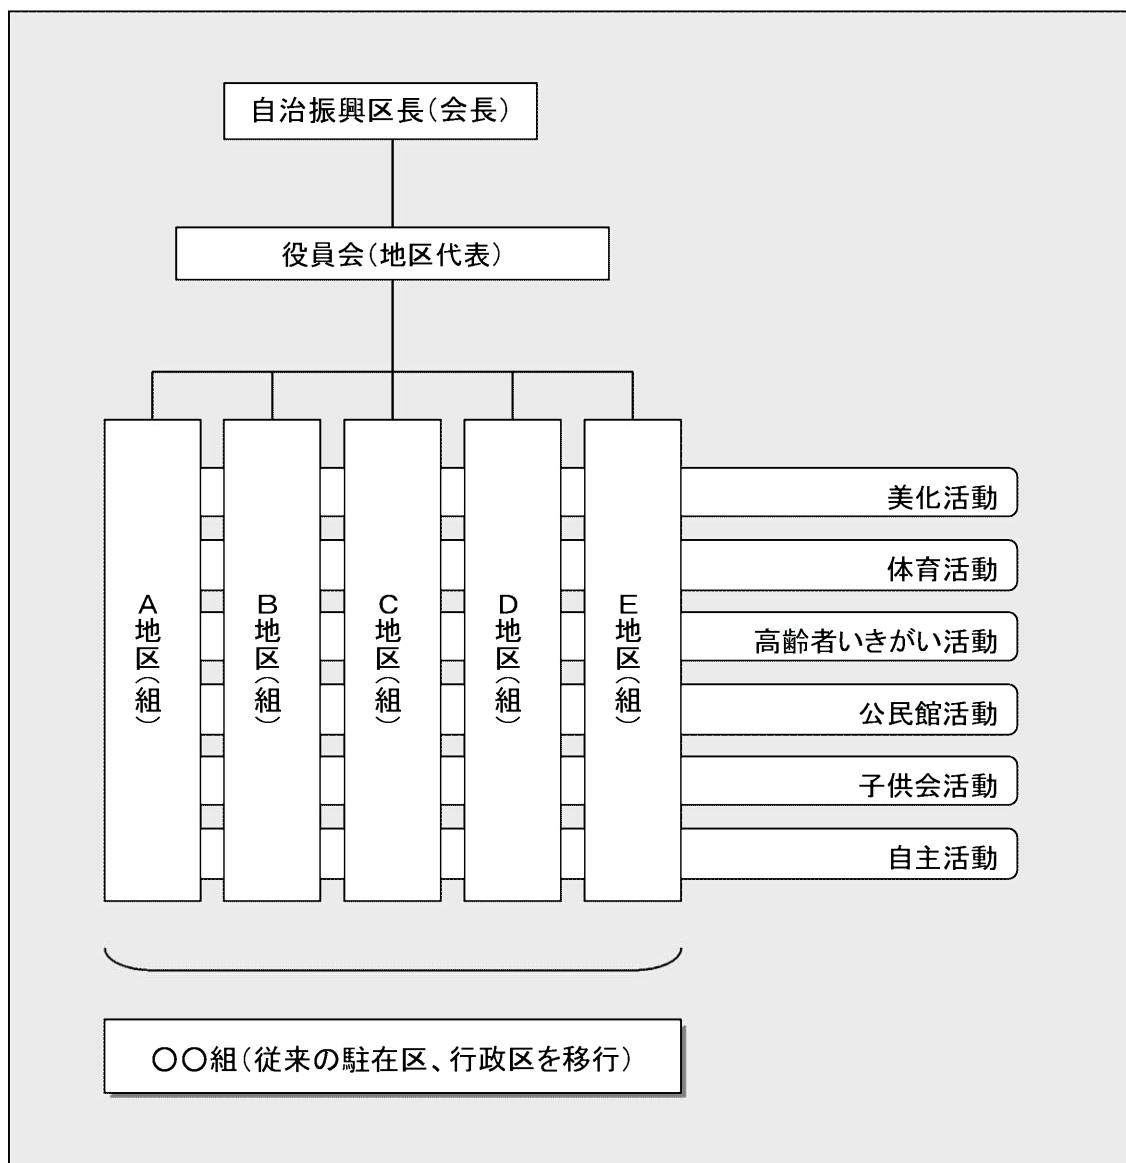 自治振興区長（会長）
役員会（地区代表）
A地区（組）
B地区（組）
C地区（組）
D地区（組）
E地区（組）
美化活動
体育活動
高齢者いきがい活動
公民館活動
子供会活動
自主活動
〇〇組（従来の駐在区、行政区を移行）